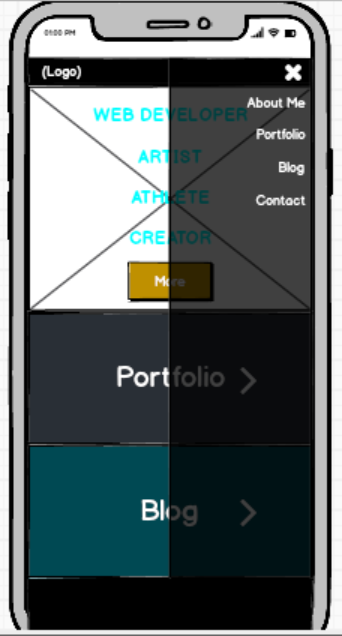 01:00 PM
(Logo)
WEB DEVELOPER
About Me
ARTIST
Portfolio
Blog
ATHLETE
Contact
CREATOR
More
Portfolio
Blog